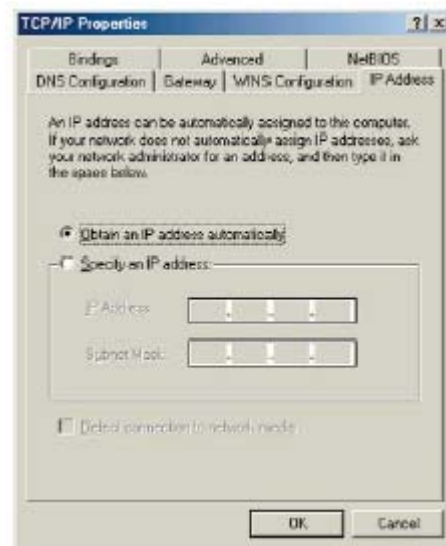 TCP/IP Properties
Bindings Advanced NetBIOS
DNS Configuration Gateway WINS Configuration IP Address
An IP address can be automatically assigned to this computer.
If your network does not automatically assign IP addresses, ask
your network administrator for an address, and then type it in
the space below.
Obtain an IP address automatically
Specify an IP address:
IP Address:
Subnet Mask:
Detect connection to network media
OK Cancel